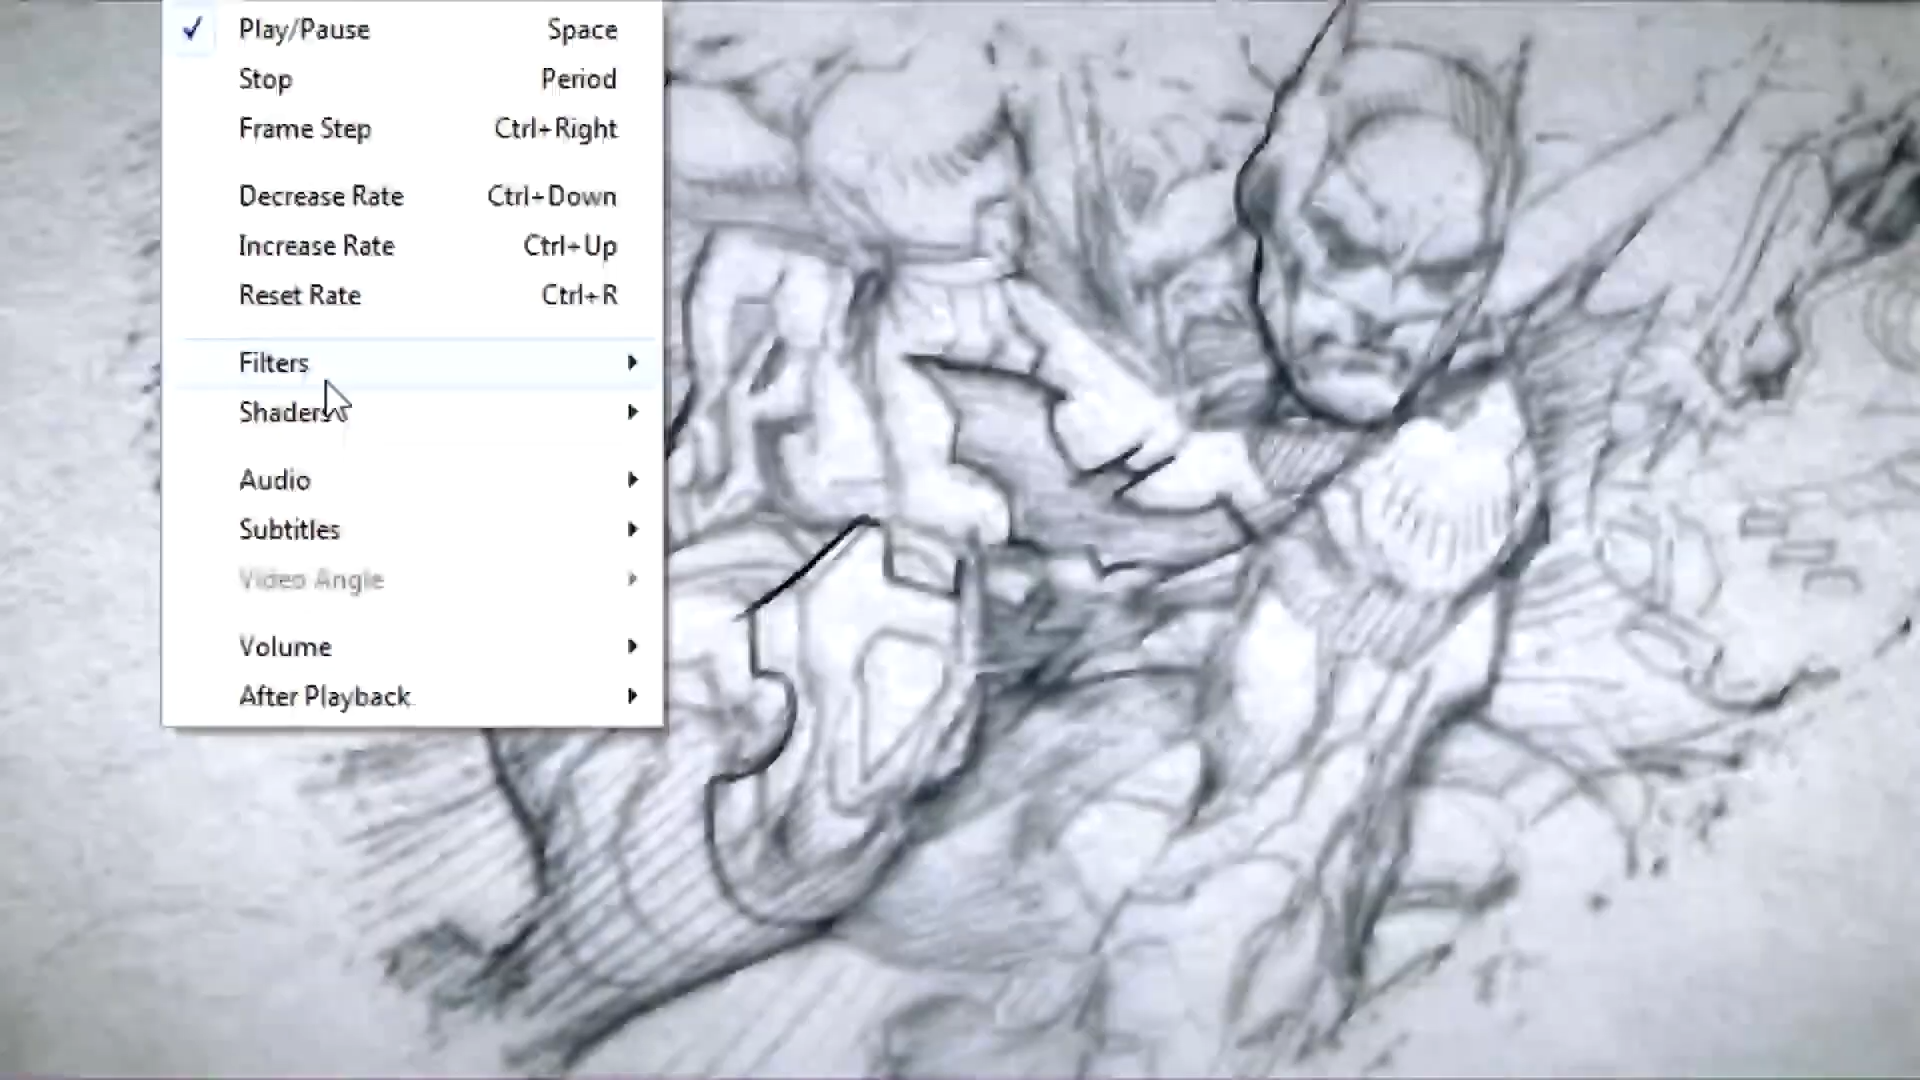 Play/Pause Space
Stop Period
Frame Step Ctrl+Right
Decrease Rate Ctrl+Down
Increase Rate Ctrl+Up
Reset Rate Ctrl+R
Filters
Shaders
Audio
Subtitles
Video Angle
Volume
After Playback